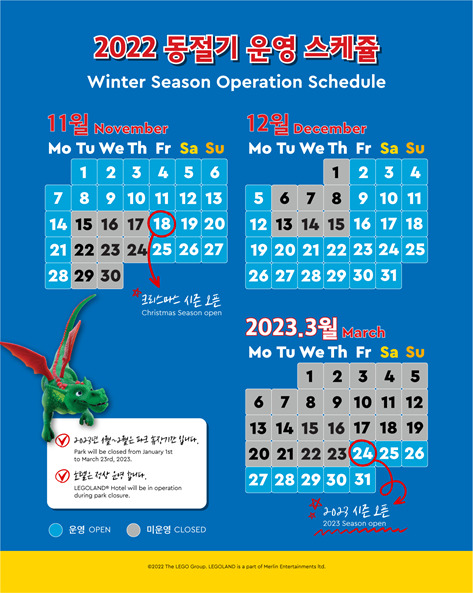 2022 동절기 운영 스케쥴
Winter Season Operation Schedule
11월 November
Mo Tu We Th Fr Sa Su
1 2 3 4 5 6
7 8 9 10 11 12 13
14 15 16 17 18 19 20
21 22 23 24 25 26 27
28 29 30
크리스마스 시즌 오픈
Christmas Season open
12월 December
Mo Tu We Th Fr Sa Su
1 2 3 4
5 6 7 8 9 10 11
12 13 14 15 16 17 18
19 20 21 22 23 24 25
26 27 28 29 30 31
2023.3월 March
Mo Tu We Th Fr Sa Su
1 2 3 4 5
6 7 8 9 10 11 12
13 14 15 16 17 18 19
20 21 22 23 24 25 26
27 28 29 30 31
2023 시즌 오픈
2023 Season open
2023년 1월~2월은 파크 휴장기간 입니다.
Park will be closed from January 1st
to March 23rd, 2023.
호텔은 정상 운영 합니다.
LEGOLAND® Hotel will be in operation
during park closure.
운영 OPEN 미운영 CLOSED
©2022 The LEGO Group. LEGOLAND is a part of Merlin Entertainments ltd.